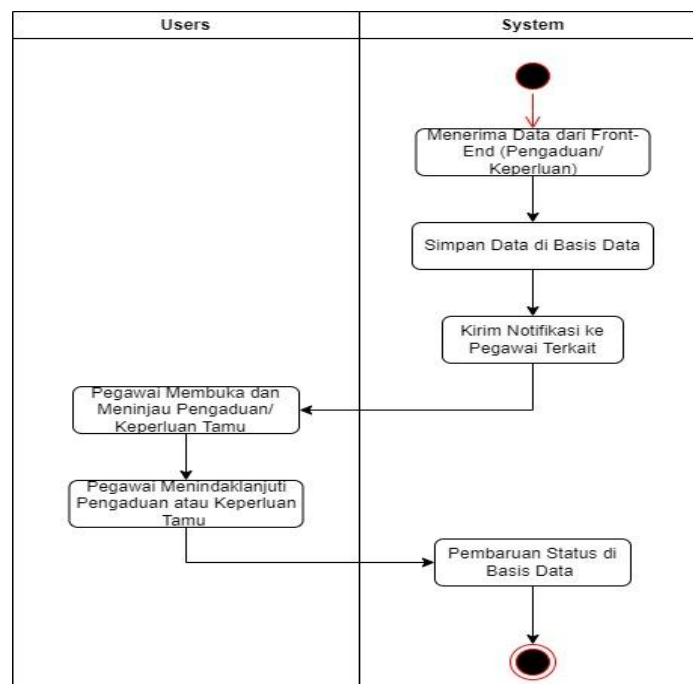 Users
System
Menerima Data dari Front-
End (Pengaduan/
Keperluan)
Simpan Data di Basis Data
Kirim Notifikasi ke
Pegawai Terkait
Pegawai Membuka dan
Meninjau Pengaduan/
Keperluan Tamu
Pegawai Menindaklanjuti
Pengaduan atau Keperluan
Tamu
Pembaruan Status di
Basis Data